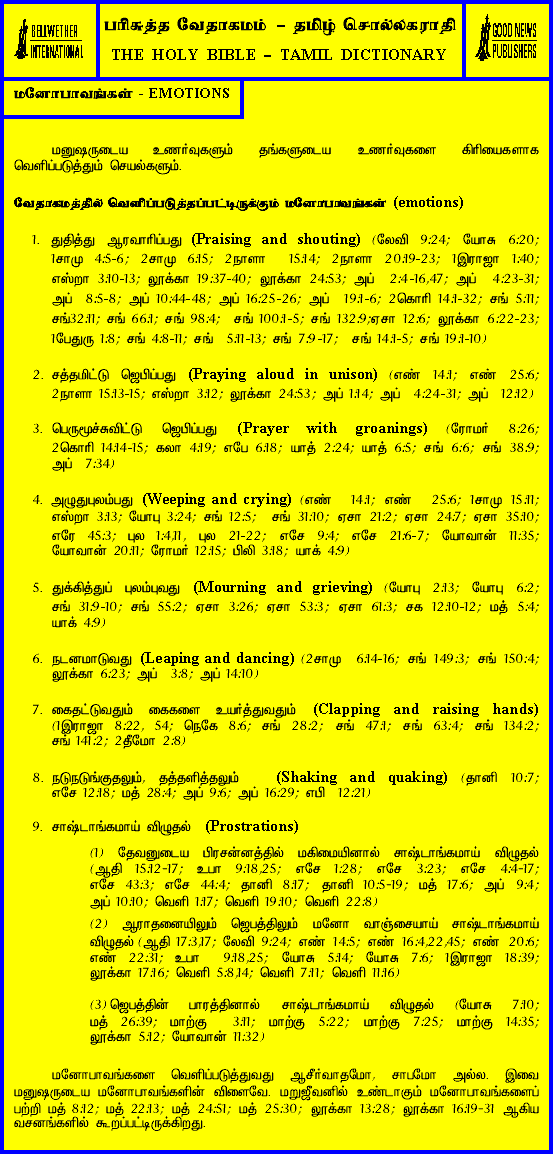 BELLWETHER
INTERNATIONAL
பரிசுத்த வேதாகமம் – தமிழ் சொல்லகராதி
THE HOLY BIBLE – TAMIL DICTIONARY
GOOD NEWS
PUBLISHERS
மனோபாவங்கள் - EMOTIONS
மனுஷருடைய உணர்வுகளும் தங்களுடைய உணர்வுகளை கிரியைகளாக
வெளிப்படுத்தும் செயல்களும்.
வேதாகமத்தில் வெளிப்படுத்தப்பட்டிருக்கும் மனோபாவங்கள் (emotions)
1. துதித்து ஆரவாரிப்பது (Praising and shouting) (லேவி 9:24; யோசு 6:20;
1சாமு 4:5-6; 2சாமு 6:15; 2நாளா 15:14; 2நாளா 20:19-23; 1இராஜா 1:40;
எஸ்றா 3:10-13; லூக்கா 19:37-40; லூக்கா 24:53; அப் 2:4-16,47; அப் 4:23-31;
அப் 8:5-8; அப் 10:44-48; அப் 16:25-26; அப் 19:1-6; 2கொரி 14:1-32; சங் 5:11;
சங்32:11; சங் 66:1; சங் 98:4; சங் 100:1-5; சங் 132:9;ஏசா 12:6; லூக்கா 6:22-23;
1பேதுரு 1:8; சங் 4:8-11; சங் 5:11-13; சங் 7:9-17; சங் 14:1-5; சங் 19:1-10)
2. சத்தமிட்டு ஜெபிப்பது (Praying aloud in unison) (எண் 14:1; எண் 25:6;
2நாளா 15:13-15; எஸ்றா 3:12; லூக்கா 24:53; அப் 1:14; அப் 4:24-31; அப் 12:12)
3. பெருமூச்சுவிட்டு ஜெபிப்பது (Prayer with groanings) (ரோமர் 8:26;
2கொரி 14:14-15; கலா 4:19; எபே 6:18; யாத் 2:24; யாத் 6:5; சங் 6:6; சங் 38:9;
அப் 7:34)
4. அழுதுபுலம்பது (Weeping and crying) (எண் 14:1; எண் 25:6; 1சாமு 15:11;
எஸ்றா 3:13; யோபு 3:24; சங் 12:5; சங் 31:10; ஏசா 21:2; ஏசா 24:7; ஏசா 35:10;
எரே 45:3; புல 1:4,11, புல 21-22; எசே 9:4; எசே 21:6-7; யோவான் 11:35;
யோவான் 20:11; ரோமர் 12:15; பிலி 3:18; யாக் 4:9)
5. துக்கித்துப் புலம்புவது (Mourning and grieving) (யோபு 2:13; யோபு 6:2;
சங் 31:9-10; சங் 55:2; ஏசா 3:26; ஏசா 53:3; ஏசா 61:3; சக 12:10-12; மத் 5:4;
யாக் 4:9)
6. நடனமாடுவது (Leaping and dancing) (2சாமு 6:14-16; சங் 149:3; சங் 150:4;
லூக்கா 6:23; அப் 3:8; அப் 14:10)
7. கைதட்டுவதும் கைகளை உயர்த்துவதும் (Clapping and raising hands)
(1இராஜா 8:22, 54; நெகே 8:6; சங் 28:2; சங் 47:1; சங் 63:4; சங் 134:2;
சங் 141:2; 2தீமோ 2:8)
8. நடுநடுங்குதலும், தத்தளித்தலும் (Shaking and quaking) (தானி 10:7;
எசே 12:18; மத் 28:4; அப் 9:6; அப் 16:29; எபி 12:21)
9. சாஷ்டாங்கமாய் விழுதல் (Prostrations)
(1) தேவனுடைய பிரசன்னத்தில் மகிமையினால் சாஷ்டாங்கமாய் விழுதல்
(ஆதி 15:12-17; உபா 9:18,25; எசே 1:28; எசே 3:23; எசே 4:4-17;
எசே 43:3; எசே 44:4; தானி 8:17; தானி 10:5-19; மத் 17:6; அப் 9:4;
அப் 10:10; வெளி 1:17; வெளி 19:10; வெளி 22:8)
(2) ஆராதனையிலும் ஜெபத்திலும் மனோ வாஞ்சையாய் சாஷ்டாங்கமாய்
விழுதல் (ஆதி 17:3,17; லேவி 9:24; எண் 14:5; எண் 16:4,22,45; எண் 20:6;
எண் 22:31; உபா 9:18,25; யோசு 5:14; யோசு 7:6; 1இராஜா 18:39;
லூக்கா 17:16; வெளி 5:8,14; வெளி 7:11; வெளி 11:16)
(3) ஜெபத்தின் பாரத்தினால் சாஷ்டாங்கமாய் விழுதல் (யோசு 7:10;
மத் 26:39; மாற்கு 3:11; மாற்கு 5:22; மாற்கு 7:25; மாற்கு 14:35;
லூக்கா 5:12; யோவான் 11:32)
மனோபாவங்களை வெளிப்படுத்துவது ஆசீர்வாதமோ, சாபமோ அல்ல. இவை
மனுஷருடைய மனோபாவங்களின் விளைவே. மறுஜீவனில் உண்டாகும் மனோபாவங்களைப்
பற்றி மத் 8:12; மத் 22:13; மத் 24:51; மத் 25:30; லூக்கா 13:28; லூக்கா 16:19-31 ஆகிய
வசனங்களில் கூறப்பட்டிருக்கிறது.